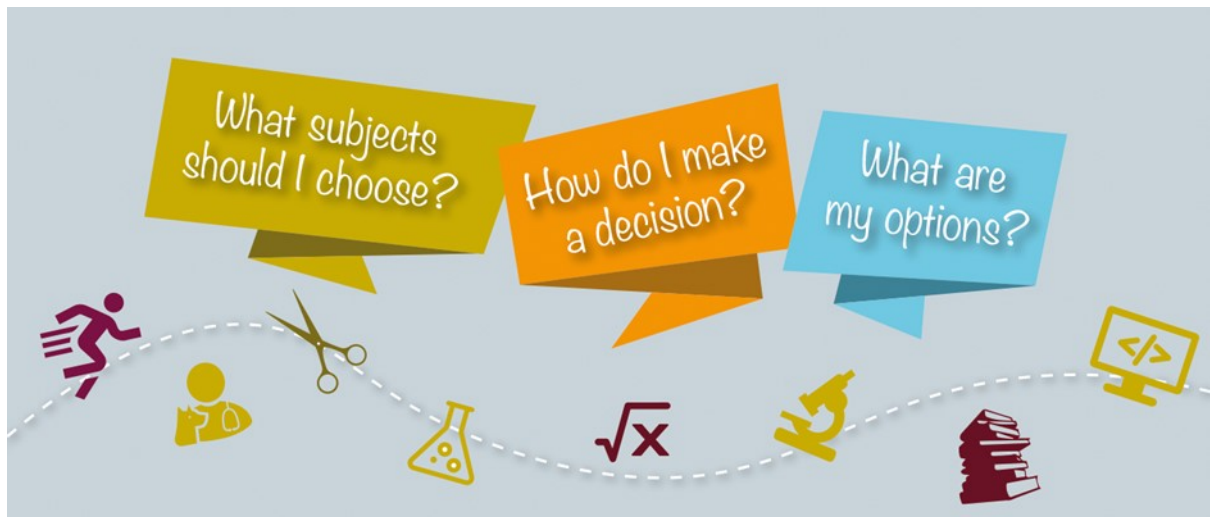 What subjects
should I choose?
How do I make
a decision?
What are
my options?
√x
</>